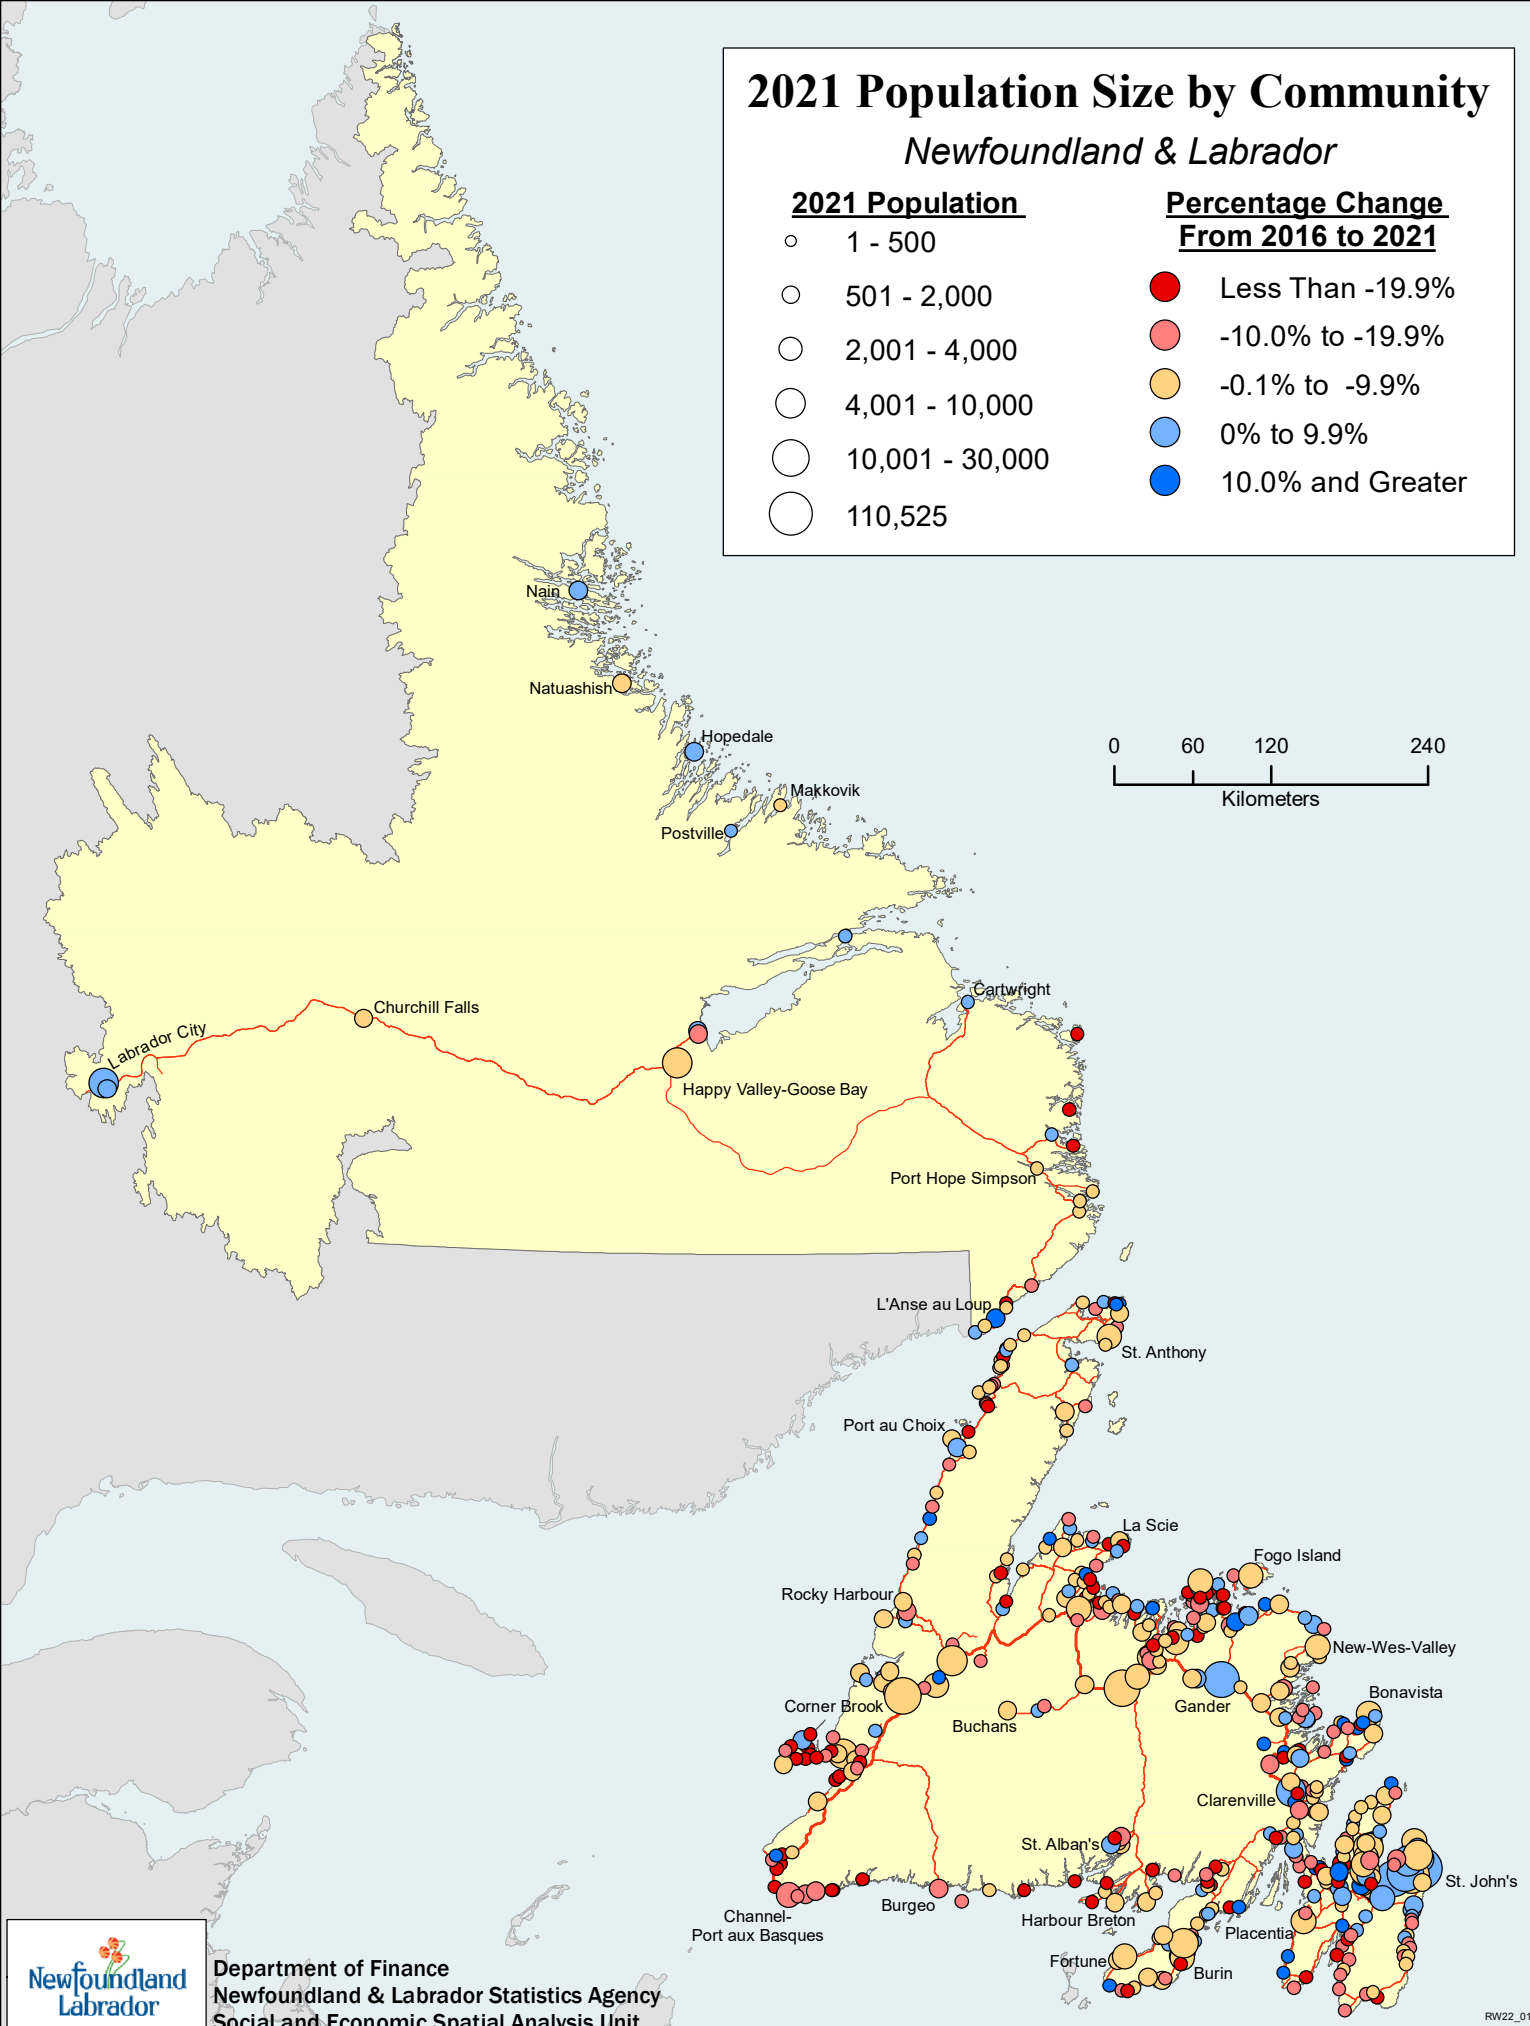 2021 Population Size by Community
Newfoundland & Labrador
2021 Population
1 - 500
501 - 2,000
2,001 - 4,000
4,001 - 10,000
10,001 - 30,000
110,525
Percentage Change
From 2016 to 2021
Less Than -19.9%
-10.0% to -19.9%
-0.1% to -9.9%
0% to 9.9%
10.0% and Greater
0 60 120 240
Kilometers
Nain
Natuashish
Hopedale
Makkovik
Postville
Cartwright
Churchill Falls
Labrador City
Happy Valley-Goose Bay
Port Hope Simpson
L'Anse au Loup
St. Anthony
Port au Choix
La Scie
Fogo Island
Rocky Harbour
New-Wes-Valley
Corner Brook
Gander
Bonavista
Buchans
Clarenville
St. Alban's
St. John's
Burgeo
Channel-
Port aux Basques
Harbour Breton
Placentia
Fortune
Burin
Newfoundland
Labrador
Department of Finance
Newfoundland & Labrador Statistics Agency
Social and Economic Spatial Analysis Unit
RW22_01